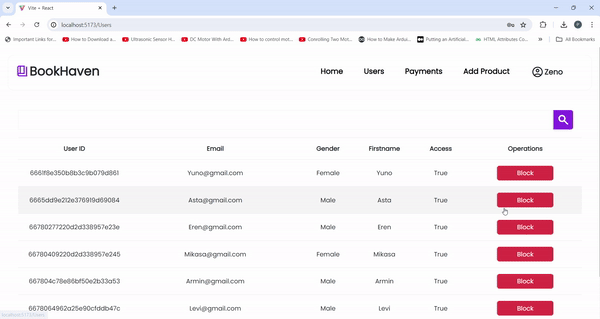 Vite + React
localhost:5173/Users
Important Links for...
How to Download a...
Ultrasonic Sensor H...
DC Motor With Ard...
How to control mot...
Controlling Two Mot...
How to Make Ardui...
Putting an Artificial...
HTML Attributes Co...
All Bookmarks
BookHaven
Home
Users
Payments
Add Product
Zeno
User ID Email Gender Firstname Access Operations
Yuno@gmail.com Female Yuno True Block
6665dd9e212e376919d69084 Asta@gmail.com Male Asta True Block
66780277220d2d338957e23e Eren@gmail.com Male Eren True Block
66780409220d2d338957e245 Mikasa@gmail.com Female Mikasa True Block
667804c78e86bf50e2b33a53 Armin@gmail.com Male Armin True Block
6678064962a25e90cfddb47c Levi@gmail.com Male Levi True Block
localhost:5173/Users